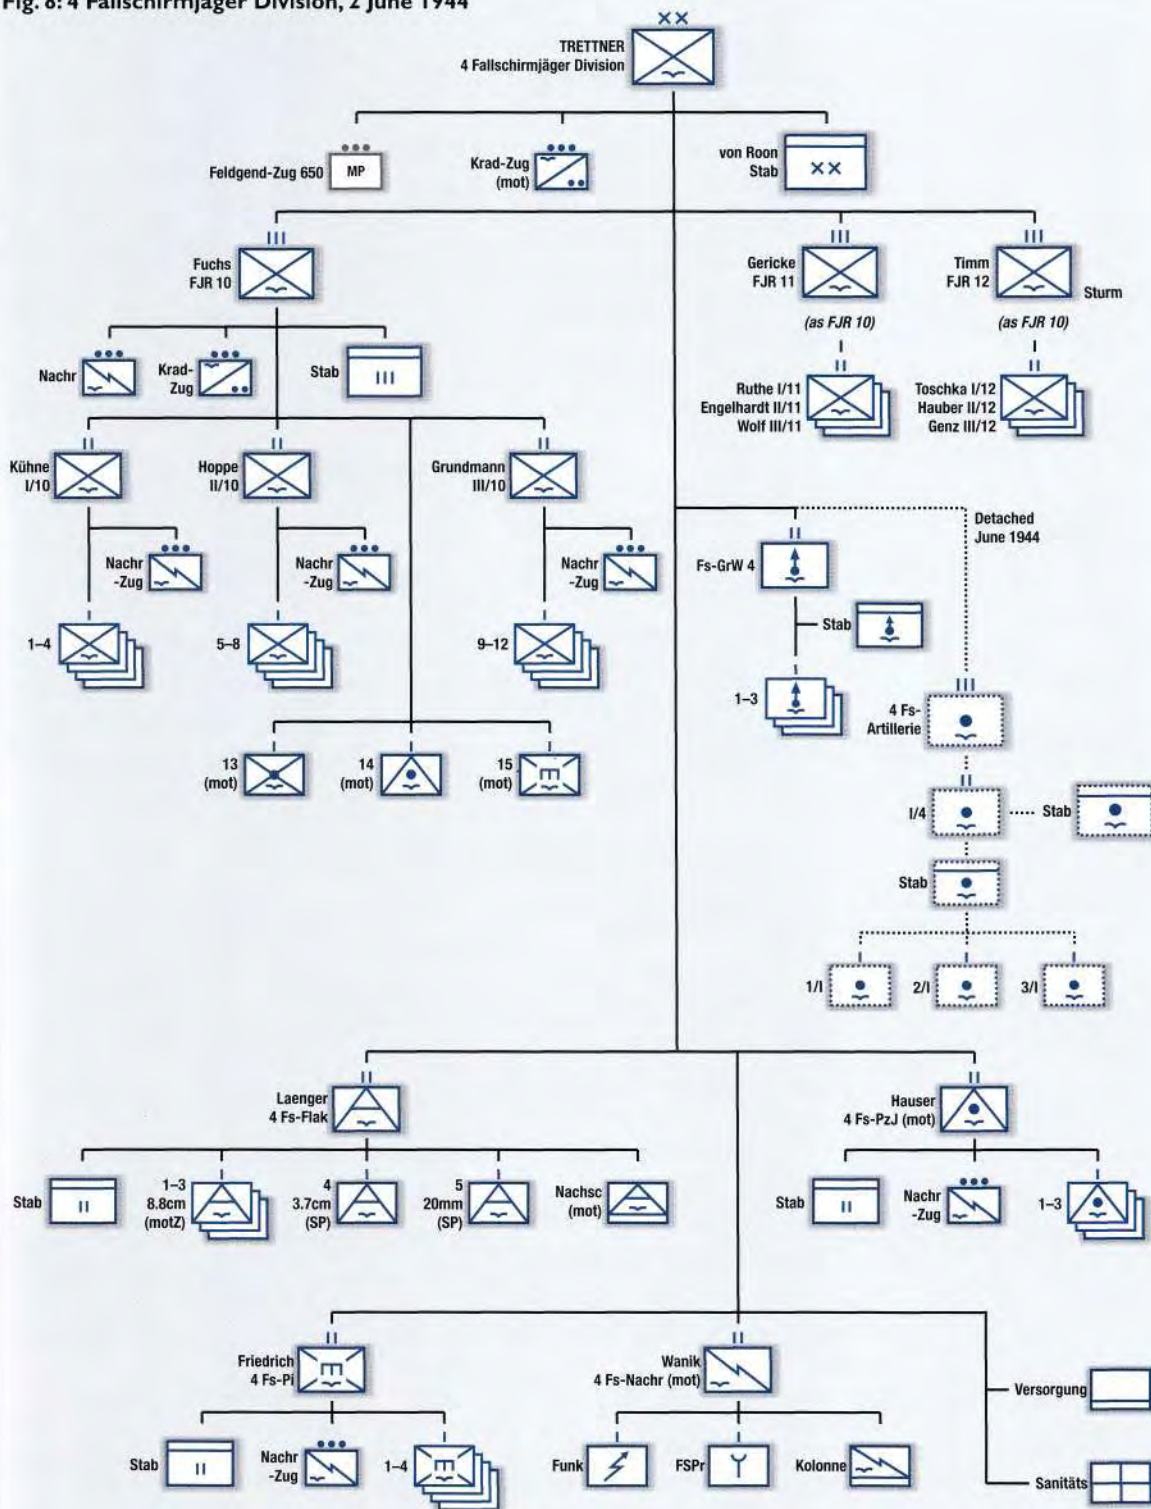 Fig. 8: 4 Fallschirmjäger Division, 2 June 1944
TRETTNER
4 Fallschirmjäger Division
Feldgend-Zug 650
MP
Krad-Zug
(mot)
von Roon
Stab
Fuchs
FJR 10
Gericke
FJR 11
(as FJR 10)
Timm
FJR 12
Sturm
(as FJR 10)
Nachr
Krad-
Zug
Stab
Ruthe I/11
Engelhardt II/11
Wolf III/11
Toschka I/12
Hauber II/12
Genz III/12
Kühne
I/10
Hoppe
II/10
Grundmann
III/10
Nachr
-Zug
Nachr
-Zug
Nachr
-Zug
1–4
5–8
9–12
13
(mot)
14
(mot)
15
(mot)
Detached
June 1944
Fs-GrW 4
Stab
1–3
4 Fs-
Artillerie
I/4
Stab
Stab
1/I
2/I
3/I
Laenger
4 Fs-Flak
Hauser
4 Fs-PzJ (mot)
Stab
1–3
8.8cm
(motZ)
4
3.7cm
(SP)
5
20mm
(SP)
Nachsc
(mot)
Stab
Nachr
-Zug
1–3
Friedrich
4 Fs-Pi
Wanik
4 Fs-Nachr (mot)
Versorgung
Stab
Nachr
-Zug
1–4
Funk
FSPr
Kolonne
Sanitäts